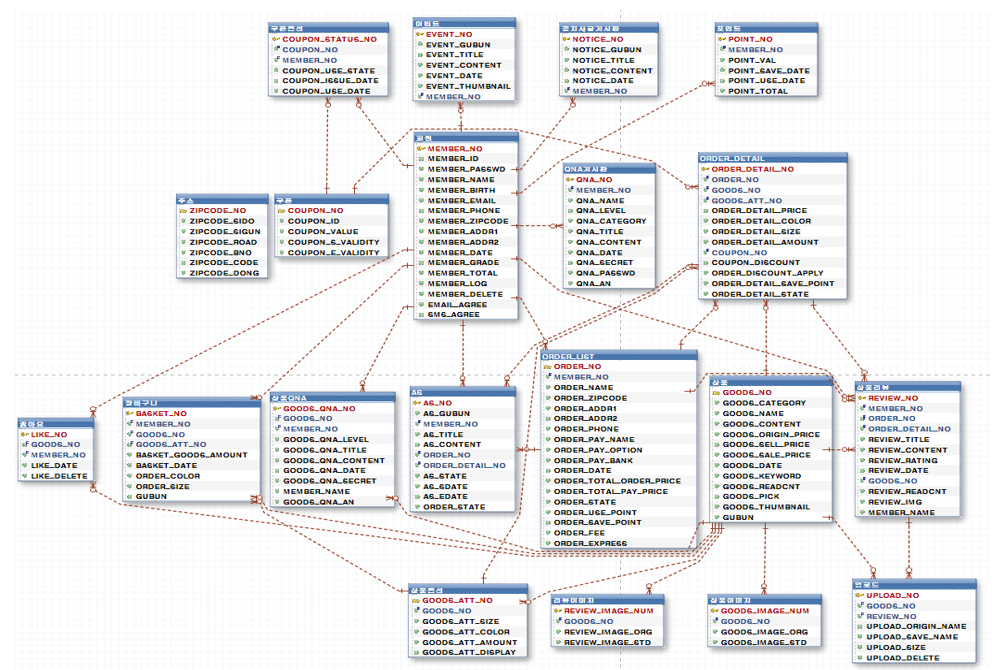 쿠폰옵션
COUPON_STATUS_NO
COUPON_NO
MEMBER_NO
COUPON_USE_STATE
COUPON_ISSUE_DATE
COUPON_USE_DATE
이벤트
EVENT_NO
EVENT_GUBUN
EVENT_TITLE
EVENT_CONTENT
EVENT_DATE
EVENT_THUMBNAIL
MEMBER_NO
공지사항게시판
NOTICE_NO
NOTICE_GUBUN
NOTICE_TITLE
NOTICE_CONTENT
NOTICE_DATE
MEMBER_NO
포인트
POINT_NO
MEMBER_NO
POINT_VAL
POINT_SAVE_DATE
POINT_USE_DATE
POINT_TOTAL
회원
MEMBER_NO
MEMBER_ID
MEMBER_PASSWD
MEMBER_NAME
MEMBER_BIRTH
MEMBER_EMAIL
MEMBER_PHONE
MEMBER_ZIPCODE
MEMBER_ADDR1
MEMBER_ADDR2
MEMBER_DATE
MEMBER_GRADE
MEMBER_TOTAL
MEMBER_LOG
MEMBER_DELETE
EMAIL_AGREE
SMS_AGREE
QNA게시판
QNA_NO
MEMBER_NO
QNA_NAME
QNA_LEVEL
QNA_CATEGORY
QNA_TITLE
QNA_CONTENT
QNA_DATE
QNA_SECRET
QNA_PASSWD
QNA_AN
ORDER_DETAIL
ORDER_DETAIL_NO
ORDER_NO
GOODS_NO
GOODS_ATT_NO
ORDER_DETAIL_PRICE
ORDER_DETAIL_COLOR
ORDER_DETAIL_SIZE
ORDER_DETAIL_AMOUNT
COUPON_NO
COUPON_DISCOUNT
ORDER_DISCOUNT_APPLY
ORDER_DETAIL_SAVE_POINT
ORDER_DETAIL_STATE
주소
ZIPCODE_NO
ZIPCODE_SIDO
ZIPCODE_SIGUN
ZIPCODE_ROAD
ZIPCODE_BNO
ZIPCODE_CODE
ZIPCODE_DONG
쿠폰
COUPON_NO
COUPON_ID
COUPON_VALUE
COUPON_S_VALIDITY
COUPON_E_VALIDITY
좋아요
LIKE_NO
GOODS_NO
MEMBER_NO
LIKE_DATE
LIKE_DELETE
장바구니
BASKET_NO
MEMBER_NO
GOODS_NO
GOODS_ATT_NO
BASKET_GOODS_AMOUNT
BASKET_DATE
ORDER_COLOR
ORDER_SIZE
GUBUN
상품QNA
GOODS_QNA_NO
GOODS_NO
MEMBER_NO
GOODS_QNA_LEVEL
GOODS_QNA_TITLE
GOODS_QNA_CONTENT
GOODS_QNA_DATE
GOODS_QNA_SECRET
MEMBER_NAME
GOODS_QNA_AN
AS
AS_NO
AS_GUBUN
MEMBER_NO
AS_TITLE
AS_CONTENT
ORDER_NO
ORDER_DETAIL_NO
AS_STATE
AS_SDATE
AS_EDATE
ORDER_STATE
ORDER_LIST
ORDER_NO
MEMBER_NO
ORDER_NAME
ORDER_ZIPCODE
ORDER_ADDR1
ORDER_ADDR2
ORDER_PHONE
ORDER_PAY_NAME
ORDER_PAY_OPTION
ORDER_PAY_BANK
ORDER_DATE
ORDER_TOTAL_ORDER_PRICE
ORDER_TOTAL_PAY_PRICE
ORDER_STATE
ORDER_USE_POINT
ORDER_SAVE_POINT
ORDER_FEE
ORDER_EXPRESS
상품
GOODS_NO
GOODS_CATEGORY
GOODS_NAME
GOODS_CONTENT
GOODS_ORIGIN_PRICE
GOODS_SELL_PRICE
GOODS_SALE_PRICE
GOODS_DATE
GOODS_KEYWORD
GOODS_READCNT
GOODS_PICK
GOODS_THUMBNAIL
GUBUN
상품리뷰
REVIEW_NO
MEMBER_NO
ORDER_NO
ORDER_DETAIL_NO
REVIEW_TITLE
REVIEW_CONTENT
REVIEW_RATING
REVIEW_DATE
GOODS_NO
REVIEW_READCNT
REVIEW_IMG
MEMBER_NAME
상품옵션
GOODS_ATT_NO
GOODS_NO
GOODS_ATT_SIZE
GOODS_ATT_COLOR
GOODS_ATT_AMOUNT
GOODS_ATT_DISPLAY
리뷰이미지
REVIEW_IMAGE_NUM
GOODS_NO
REVIEW_IMAGE_ORG
REVIEW_IMAGE_STD
상품이미지
GOODS_IMAGE_NUM
GOODS_NO
GOODS_IMAGE_ORG
GOODS_IMAGE_STD
업로드
UPLOAD_NO
GOODS_NO
REVIEW_NO
UPLOAD_ORIGIN_NAME
UPLOAD_SAVE_NAME
UPLOAD_SIZE
UPLOAD_DELETE